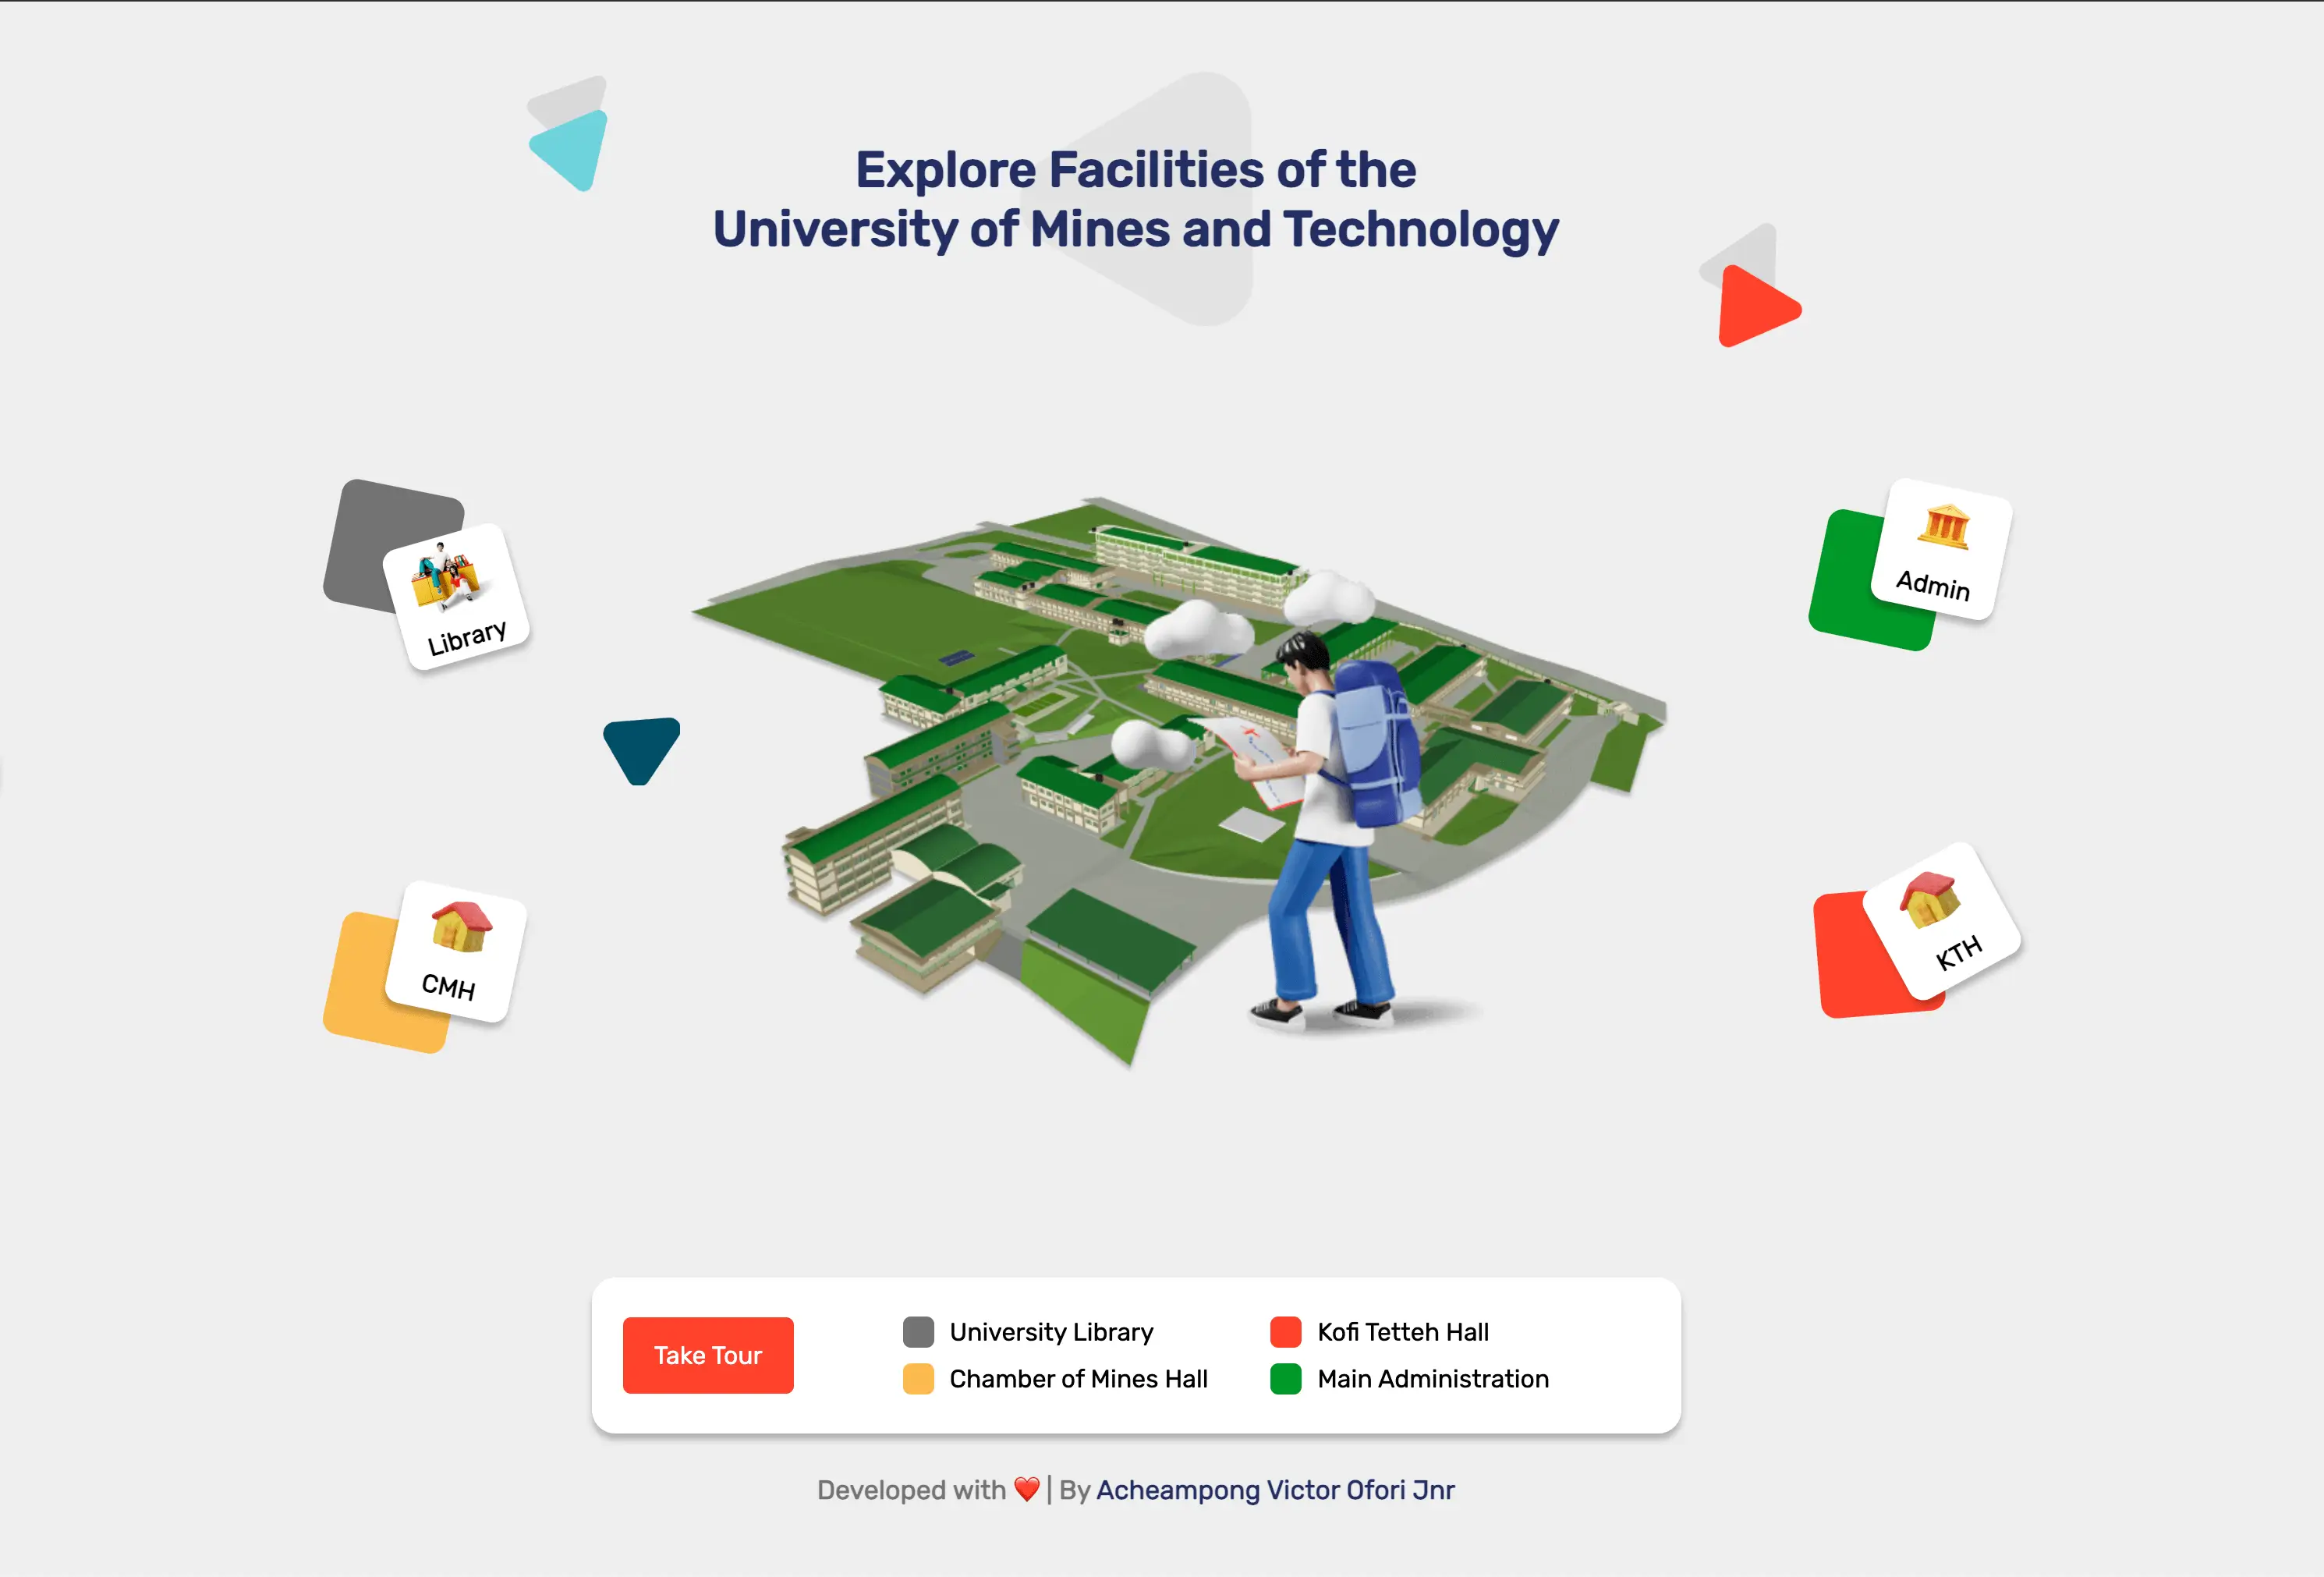 Explore Facilities of the
University of Mines and Technology
Library
Admin
CMH
KTH
Take Tour
University Library
Kofi Tetteh Hall
Chamber of Mines Hall
Main Administration
Developed with ❤️ | By Acheampong Victor Ofori Jnr